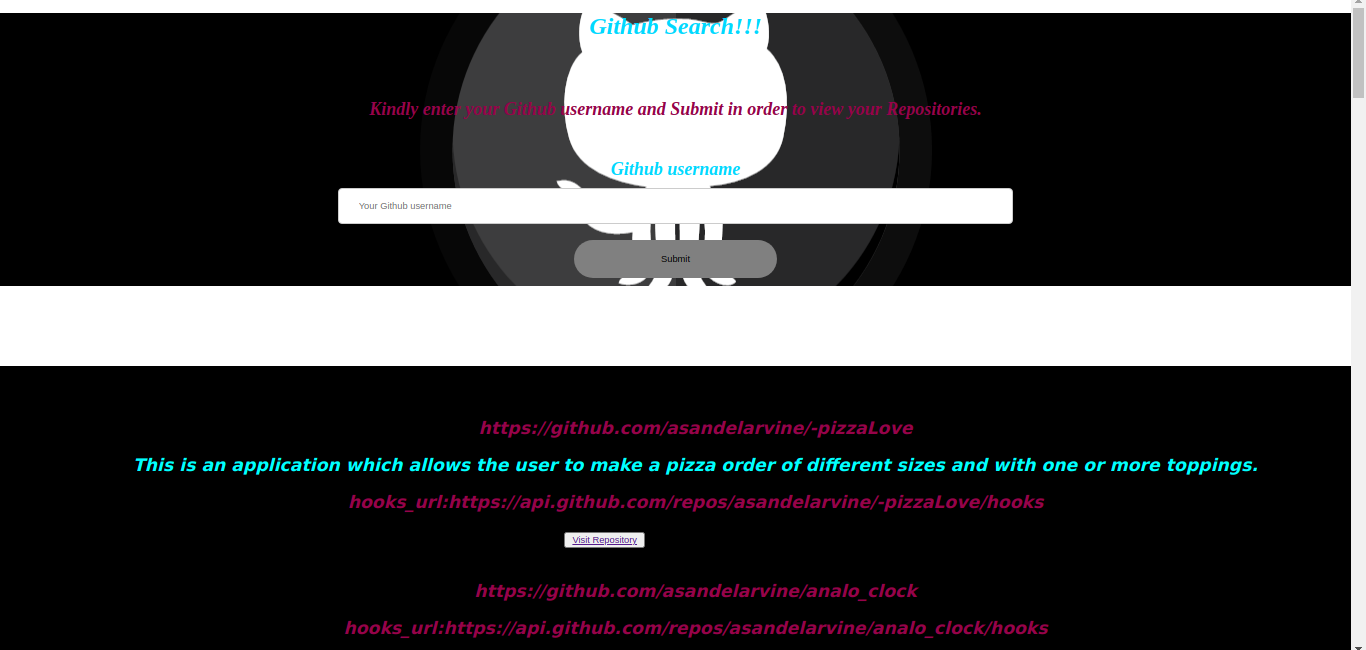 Github Search!!!
Kindly enter your Github username and Submit in order to view your Repositories.
Github username
Your Github username
Submit
https://github.com/asandelarvine/-pizzaLove
This is an application which allows the user to make a pizza order of different sizes and with one or more toppings.
hooks_url:https://api.github.com/repos/asandelarvine/-pizzaLove/hooks
Visit Repository
https://github.com/asandelarvine/analo_clock
hooks_url:https://api.github.com/repos/asandelarvine/analo_clock/hooks